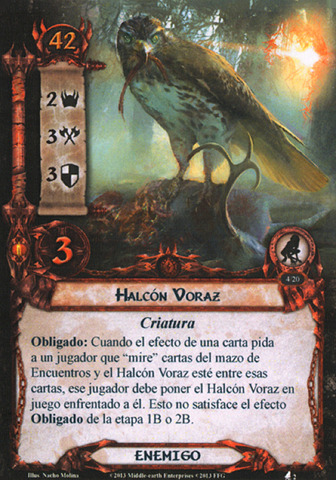 42
2
3
3
3
4/20
Halcón Voraz
Criatura
Obligado: Cuando el efecto de una carta pida
a un jugador que “mire” cartas del mazo de
Encuentros y el Halcón Voraz esté entre esas
cartas, ese jugador debe poner el Halcón Voraz en
juego enfrentado a él. Esto no satisface el efecto
Obligado de la etapa 1B o 2B.
ENEMIGO
Illus. Nacho Molina ©2013 Middle-earth Enterprises ©2013 FFG